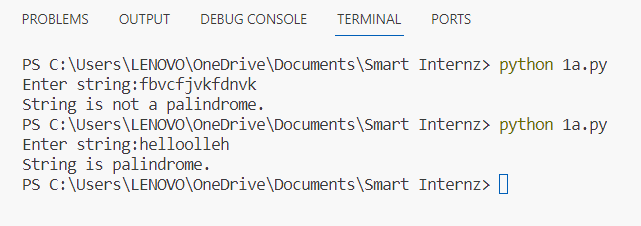 PROBLEMS OUTPUT DEBUG CONSOLE TERMINAL PORTS
PS C:\Users\LENOVO\OneDrive\Documents\Smart Internz> python 1a.py
Enter string:fbvcfjvkfdnvk
String is not a palindrome.
PS C:\Users\LENOVO\OneDrive\Documents\Smart Internz> python 1a.py
Enter string:helloolleh
String is palindrome.
PS C:\Users\LENOVO\OneDrive\Documents\Smart Internz>